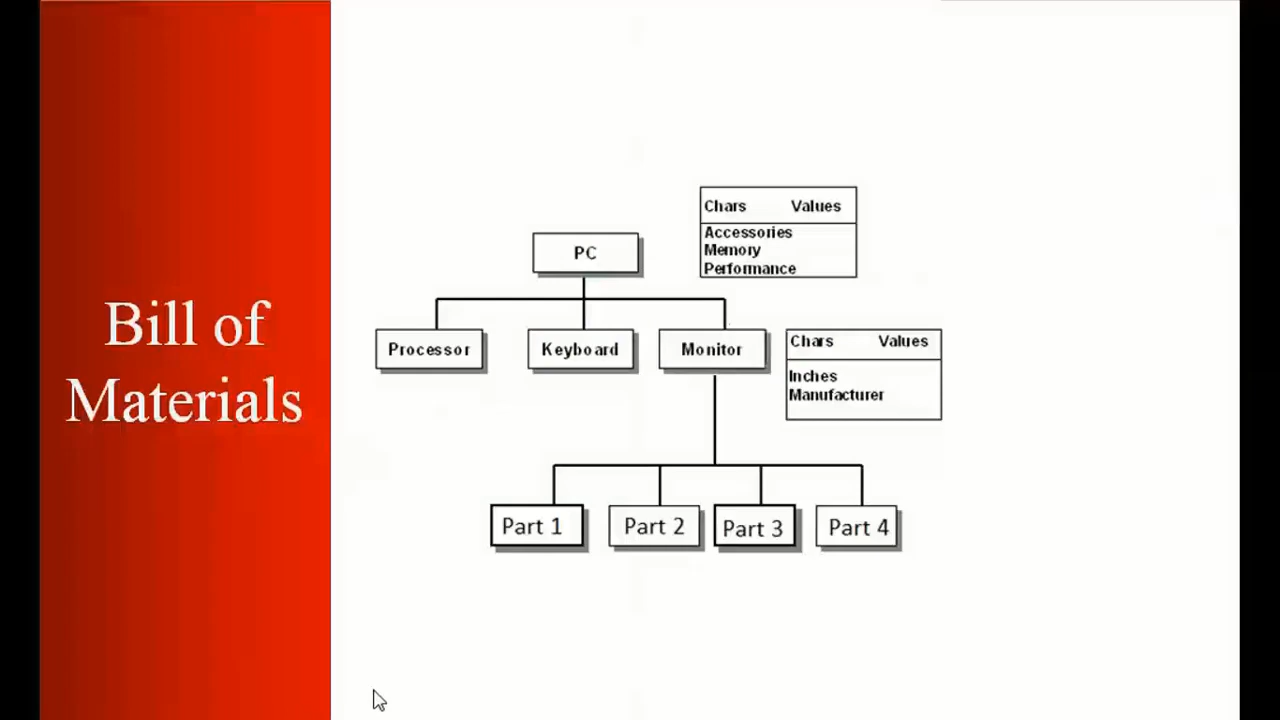 Bill of
Materials
Chars Values
Accessories
Memory
Performance
PC
Processor Keyboard Monitor
Chars Values
Inches
Manufacturer
Part 1 Part 2 Part 3 Part 4